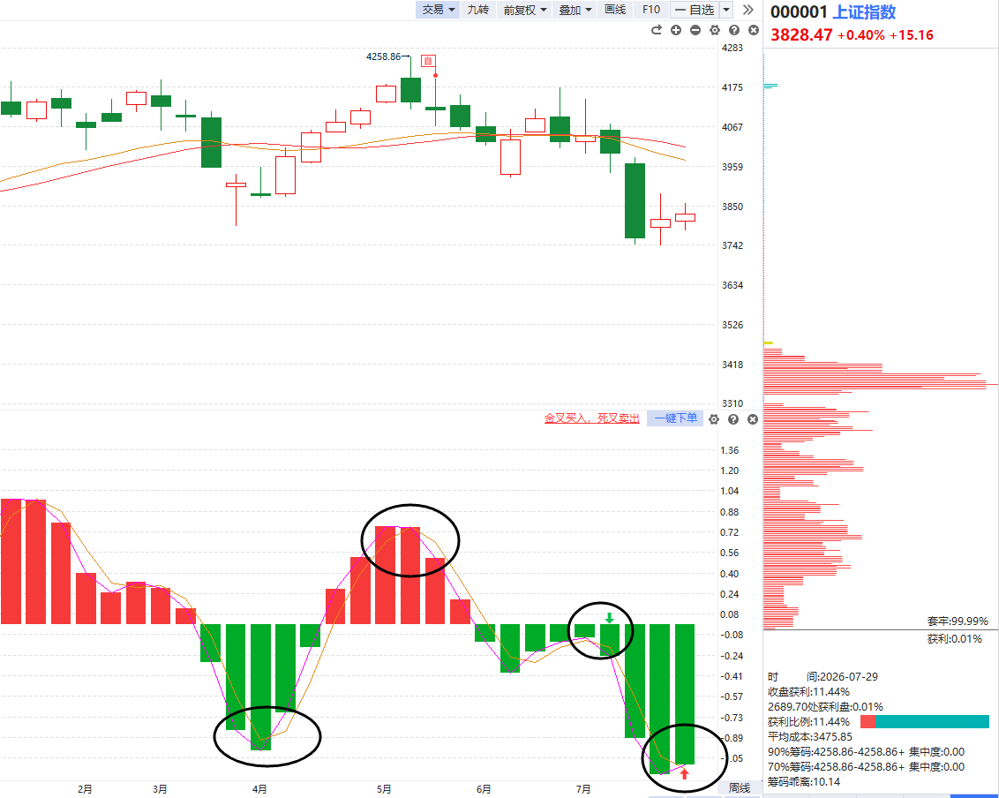 交易 九转 前复权 叠加 画线 F10 一 自选
000001 上证指数
3828.47 +0.40% +15.16
4283
4258.86→ 自
4175
4067
3959
3850
3742
3634
3526
3418
3310
金叉买入，死叉卖出 一键下单
1.36
1.20
1.04
0.88
0.72
0.56
0.40
0.24
0.08
-0.08
-0.24
-0.41
-0.57
-0.73
-0.89
-1.05
2月 3月 4月 5月 6月 7月 周线
套牢:99.99%
获利:0.01%
时 间:2026-07-29
收盘获利:11.44%
2689.70处获利盘:0.01%
获利比例:11.44%
平均成本:3475.85
90%筹码:4258.86-4258.86+ 集中度:0.00
70%筹码:4258.86-4258.86+ 集中度:0.00
筹码乖离:10.14